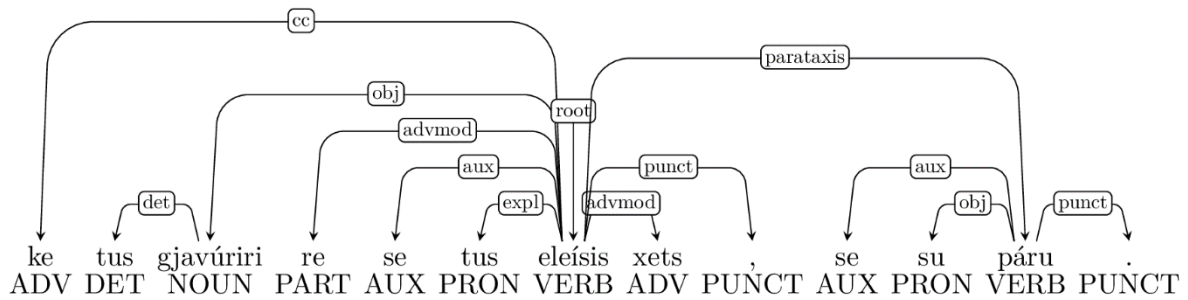 cc
parataxis
obj
root
advmod
aux
punct
aux
det
expl
advmod
obj
punct
ke tus gjavúriri re se tus eleísis xets , se su páru .
ADV DET NOUN PART AUX PRON VERB ADV PUNCT AUX PRON VERB PUNCT